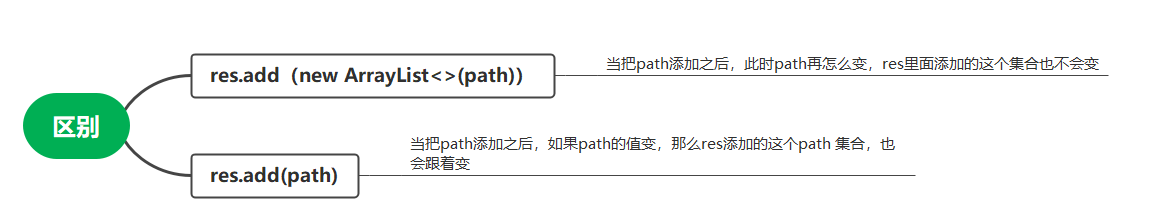 区别
res.add（new ArrayList<>(path)）
当把path添加之后，此时path再怎么变，res里面添加的这个集合也不会变
res.add(path)
当把path添加之后，如果path的值变，那么res添加的这个path 集合，也
会跟着变